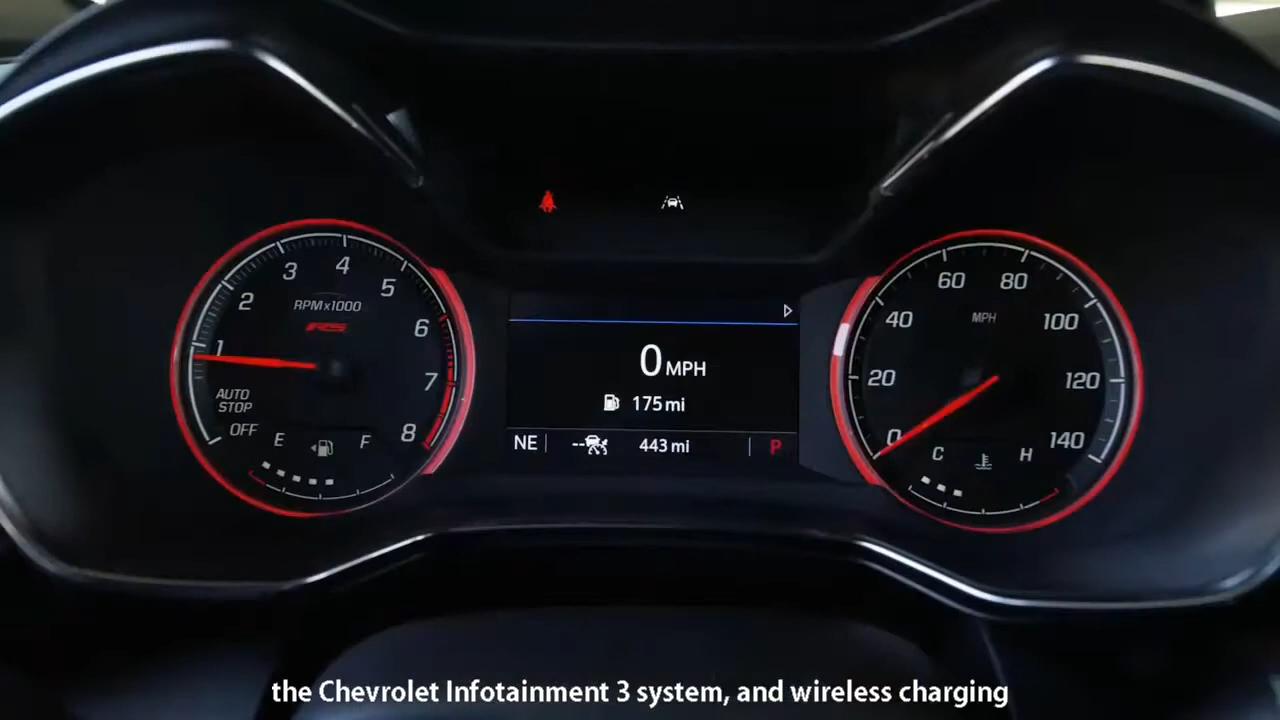 1
2
3
4
5
6
7
8
RPMx1000
RS
AUTO
STOP
OFF
E
F
0 MPH
175 mi
NE
443 mi
P
0
20
40
60
80
100
120
140
MPH
C
H
the Chevrolet Infotainment 3 system, and wireless charging